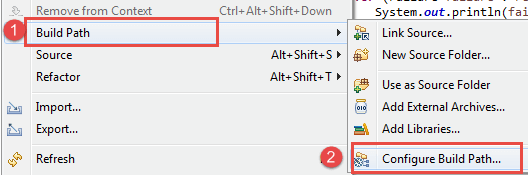 Remove from Context Ctrl+Alt+Shift+Down
1 Build Path
Source Alt+Shift+S
Refactor Alt+Shift+T
Import...
Export...
Refresh
System.out.println(fai
Link Source...
New Source Folder...
Use as Source Folder
Add External Archives...
Add Libraries...
2 Configure Build Path...